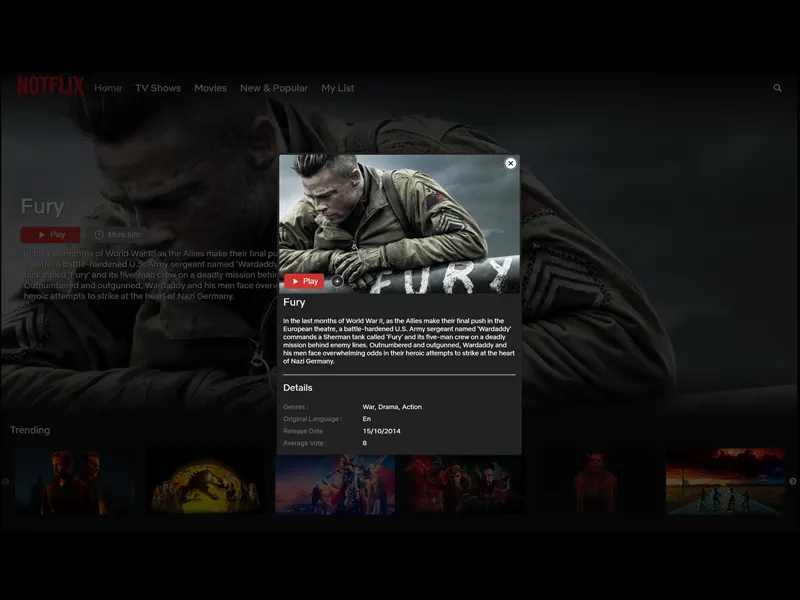 NOTFLIX Home TV Shows Movies New & Popular My List
Fury
Play More Info
In the last months of World War II, as the Allies make their final pu
theatre, a battle-hardened U.S. Army sergeant named 'Wardaddy
tank called 'Fury' and its five-man crew on a deadly mission behin
Outnumbered and outgunned, Wardaddy and his men face overw
heroic attempts to strike at the heart of Nazi Germany.
FURY
Play
Fury
In the last months of World War II, as the Allies make their final push in the
European theatre, a battle-hardened U.S. Army sergeant named 'Wardaddy'
commands a Sherman tank called 'Fury' and its five-man crew on a deadly
mission behind enemy lines. Outnumbered and outgunned, Wardaddy and
his men face overwhelming odds in their heroic attempts to strike at the heart
of Nazi Germany.
Details
Genres : War, Drama, Action
Original Language : En
Release Date 15/10/2014
Average Vote : 8
Trending